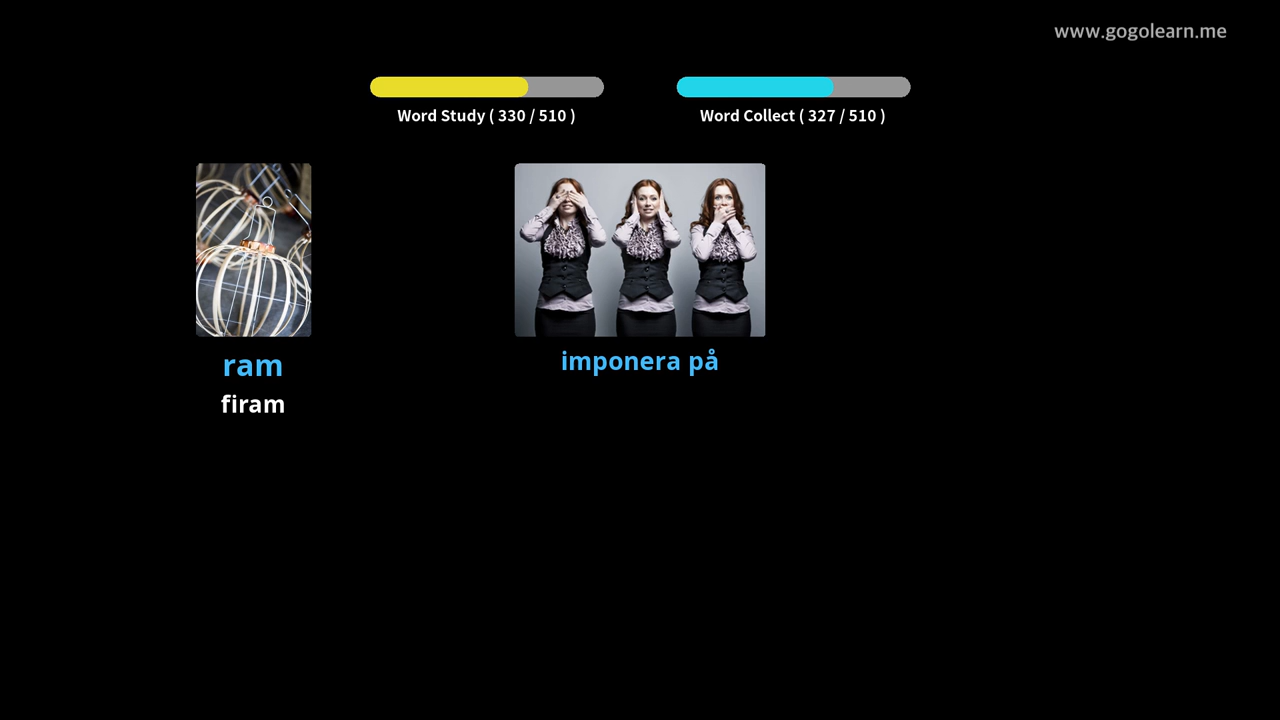 www.gogolearn.me
Word Study ( 330 / 510 )
Word Collect ( 327 / 510 )
ram
firam
imponera på